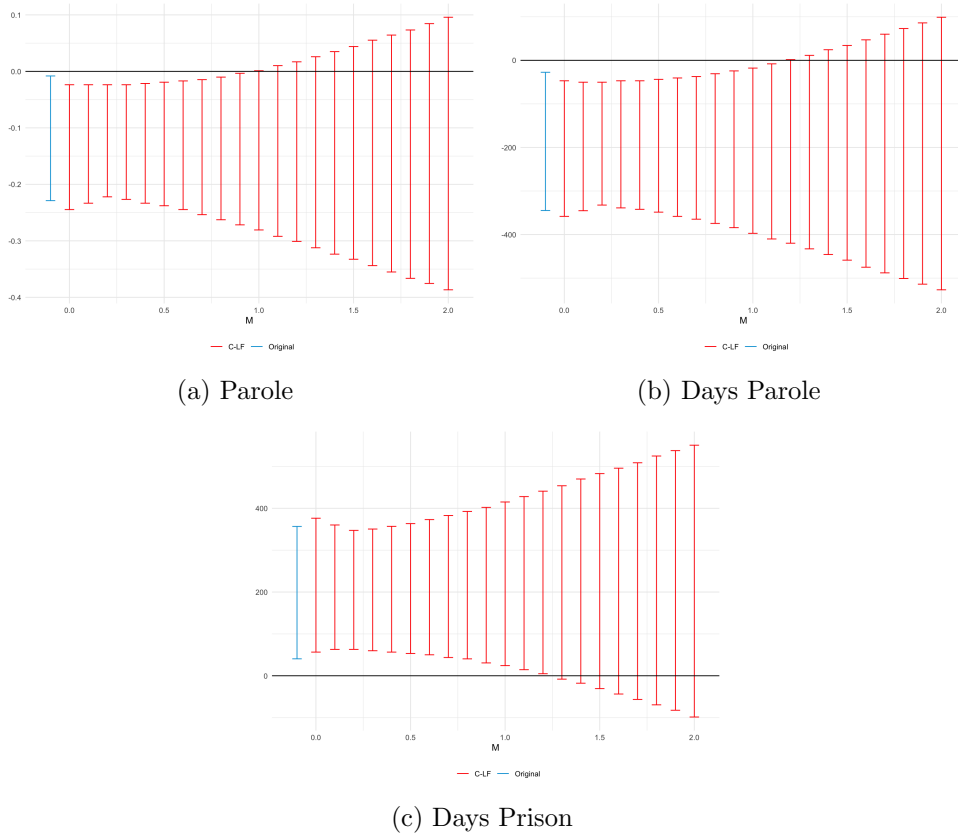 0.1
0.0
-0.1
-0.2
-0.3
-0.4
0.0 0.5 1.0 1.5 2.0
M
C-LF Original
(a) Parole
0
-200
-400
0.0 0.5 1.0 1.5 2.0
M
C-LF Original
(b) Days Parole
400
200
0
0.0 0.5 1.0 1.5 2.0
M
C-LF Original
(c) Days Prison